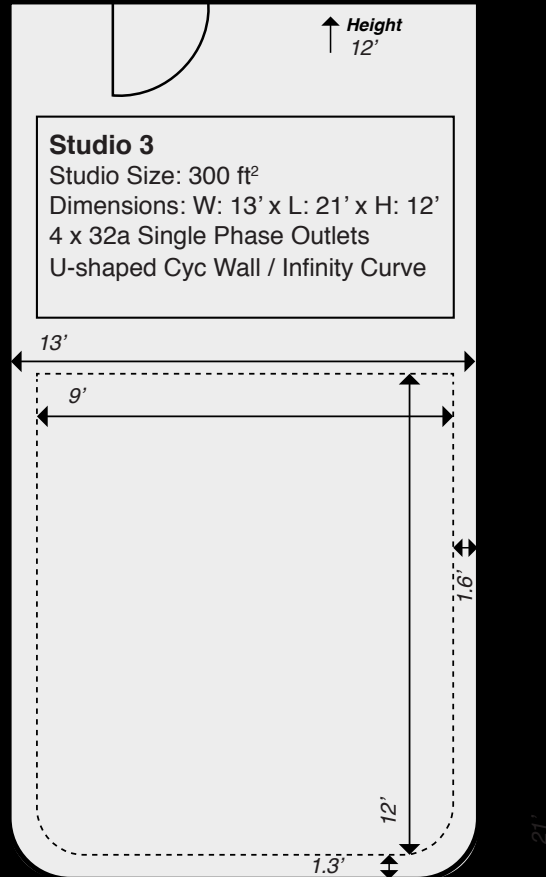 Height
12’
Studio 3
Studio Size: 300 ft²
Dimensions: W: 13’ x L: 21’ x H: 12’
4 x 32a Single Phase Outlets
U-shaped Cyc Wall / Infinity Curve
13’
9’
1.6’
12’
21’
1.3’